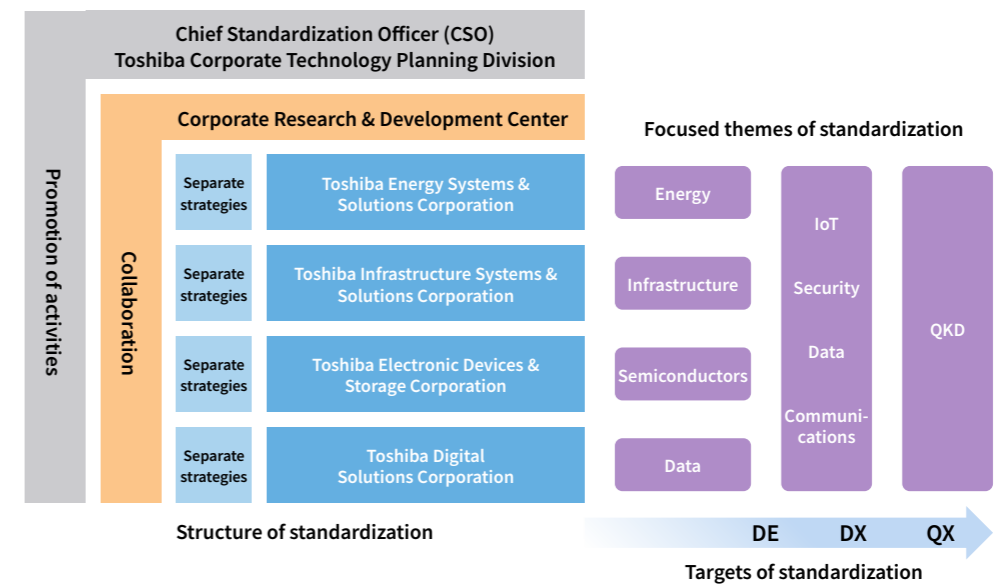 Chief Standardization Officer (CSO)
Toshiba Corporate Technology Planning Division
Promotion of activities
Corporate Research & Development Center
Collaboration
Separate
strategies
Toshiba Energy Systems &
Solutions Corporation
Separate
strategies
Toshiba Infrastructure Systems &
Solutions Corporation
Separate
strategies
Toshiba Electronic Devices &
Storage Corporation
Separate
strategies
Toshiba Digital
Solutions Corporation
Structure of standardization
Focused themes of standardization
Energy
Infrastructure
Semiconductors
Data
IoT
Security
Data
Communi-
cations
QKD
DE DX QX
Targets of standardization